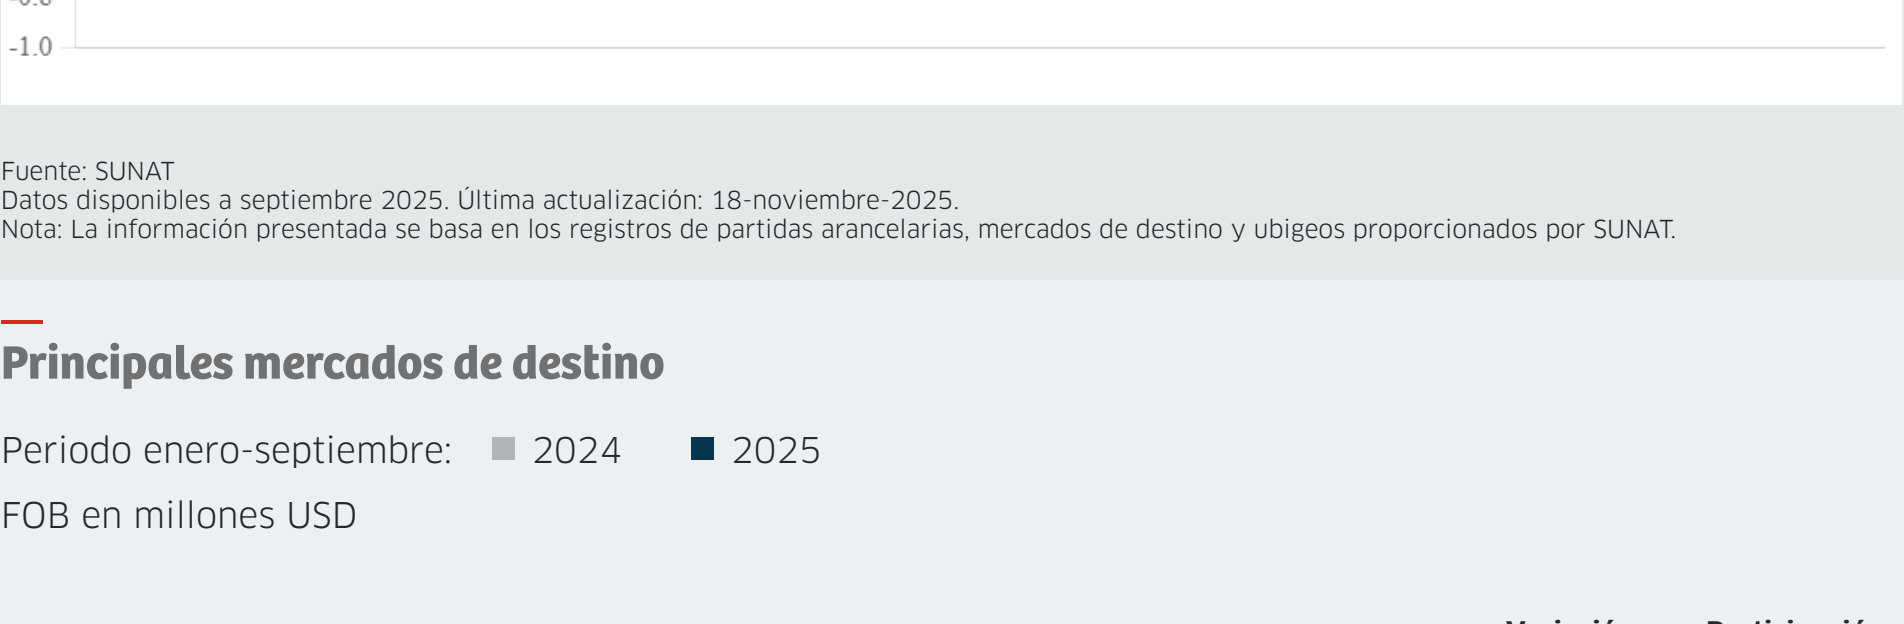 -1.0
Fuente: SUNAT
Datos disponibles a septiembre 2025. Última actualización: 18-noviembre-2025.
Nota: La información presentada se basa en los registros de partidas arancelarias, mercados de destino y ubigeos proporcionados por SUNAT.
Principales mercados de destino
Periodo enero-septiembre: 2024 2025
FOB en millones USD